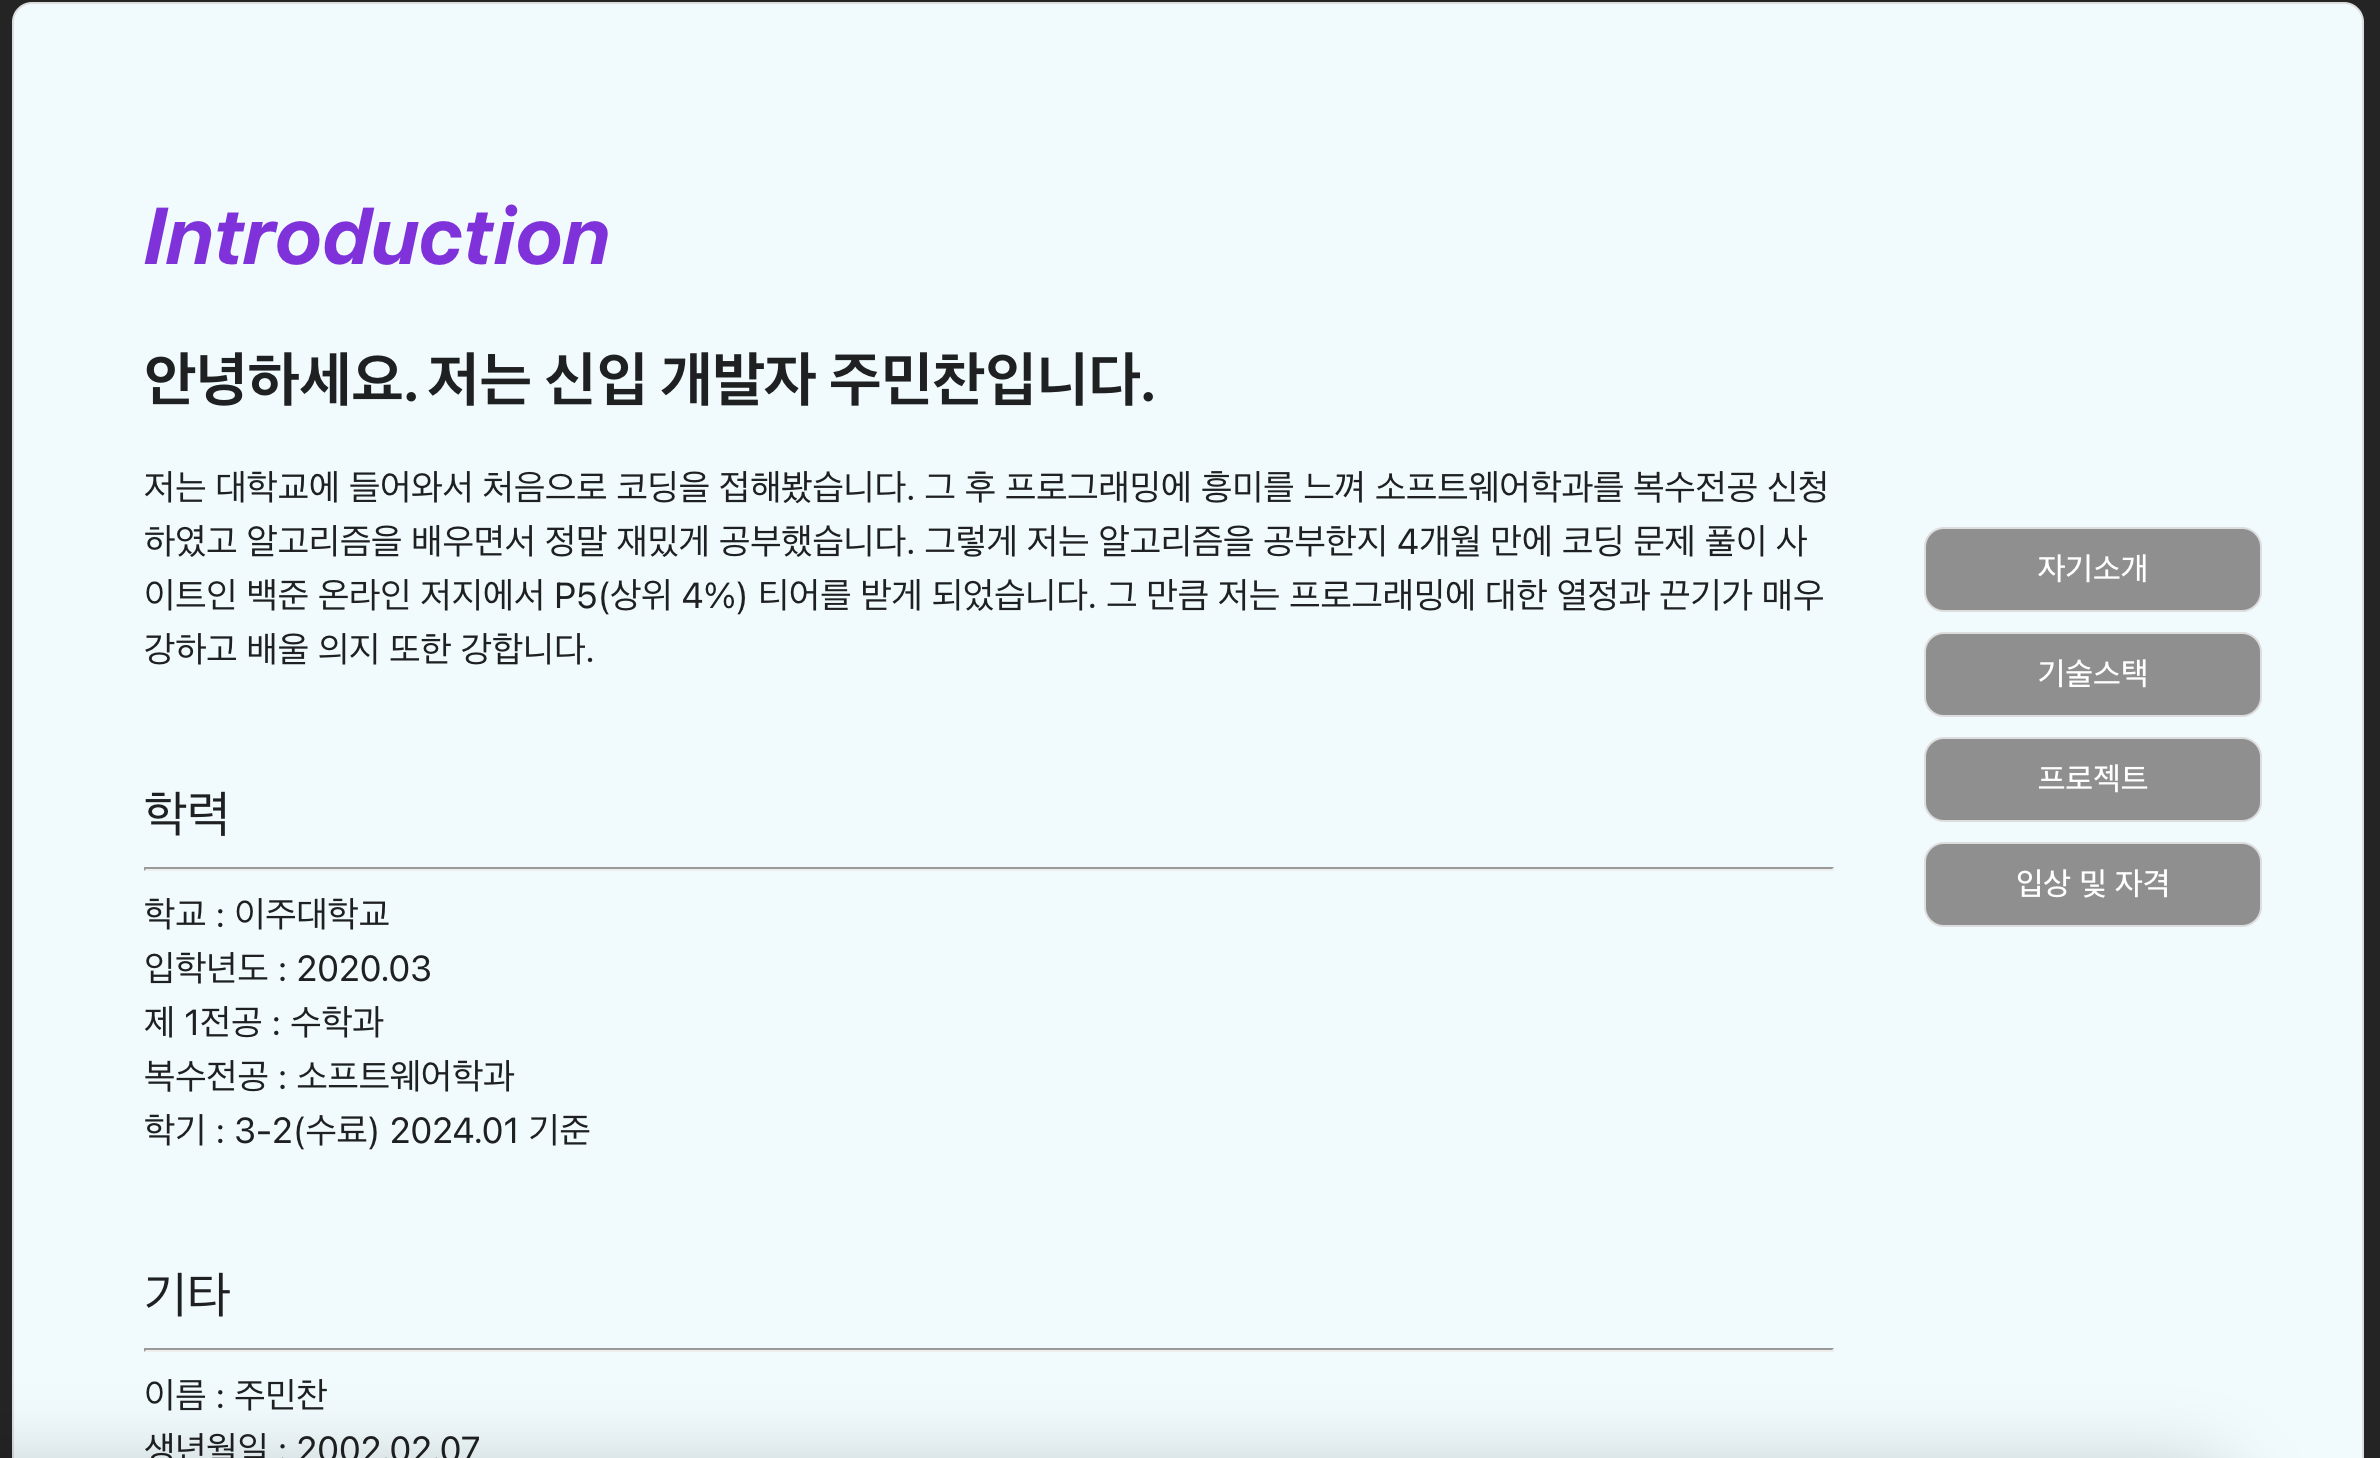 Introduction
안녕하세요. 저는 신입 개발자 주민찬입니다.
저는 대학교에 들어와서 처음으로 코딩을 접해봤습니다. 그 후 프로그래밍에 흥미를 느껴 소프트웨어학과를 복수전공 신청
하였고 알고리즘을 배우면서 정말 재밌게 공부했습니다. 그렇게 저는 알고리즘을 공부한지 4개월 만에 코딩 문제 풀이 사
이트인 백준 온라인 저지에서 P5(상위 4%) 티어를 받게 되었습니다. 그 만큼 저는 프로그래밍에 대한 열정과 끈기가 매우
강하고 배울 의지 또한 강합니다.
학력
학교 : 이주대학교
입학년도 : 2020.03
제 1전공 : 수학과
복수전공 : 소프트웨어학과
학기 : 3-2(수료) 2024.01 기준
기타
이름 : 주민찬
생년월일 : 2002.02.07
자기소개
기술스택
프로젝트
입상 및 자격